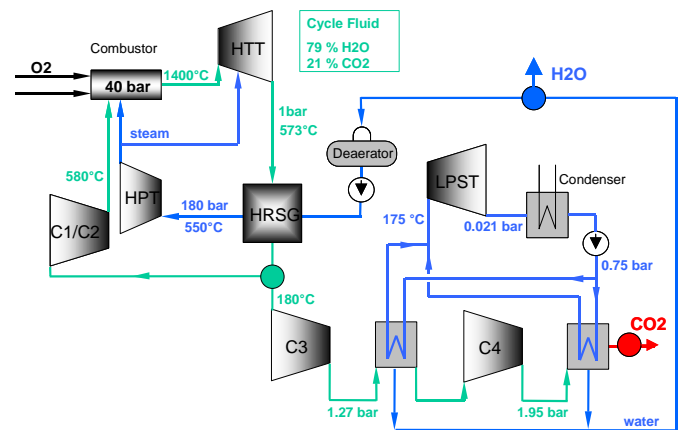 Combustor
O2
40 bar
1400°C
HTT
Cycle Fluid
79 % H2O
21 % CO2
H2O
steam
1bar
573°C
Deaerator
580°C
HPT
180 bar
550°C
HRSG
LPST
Condenser
175 °C
0.021 bar
0.75 bar
C1/C2
180°C
C3
C4
CO2
1.27 bar
1.95 bar
water